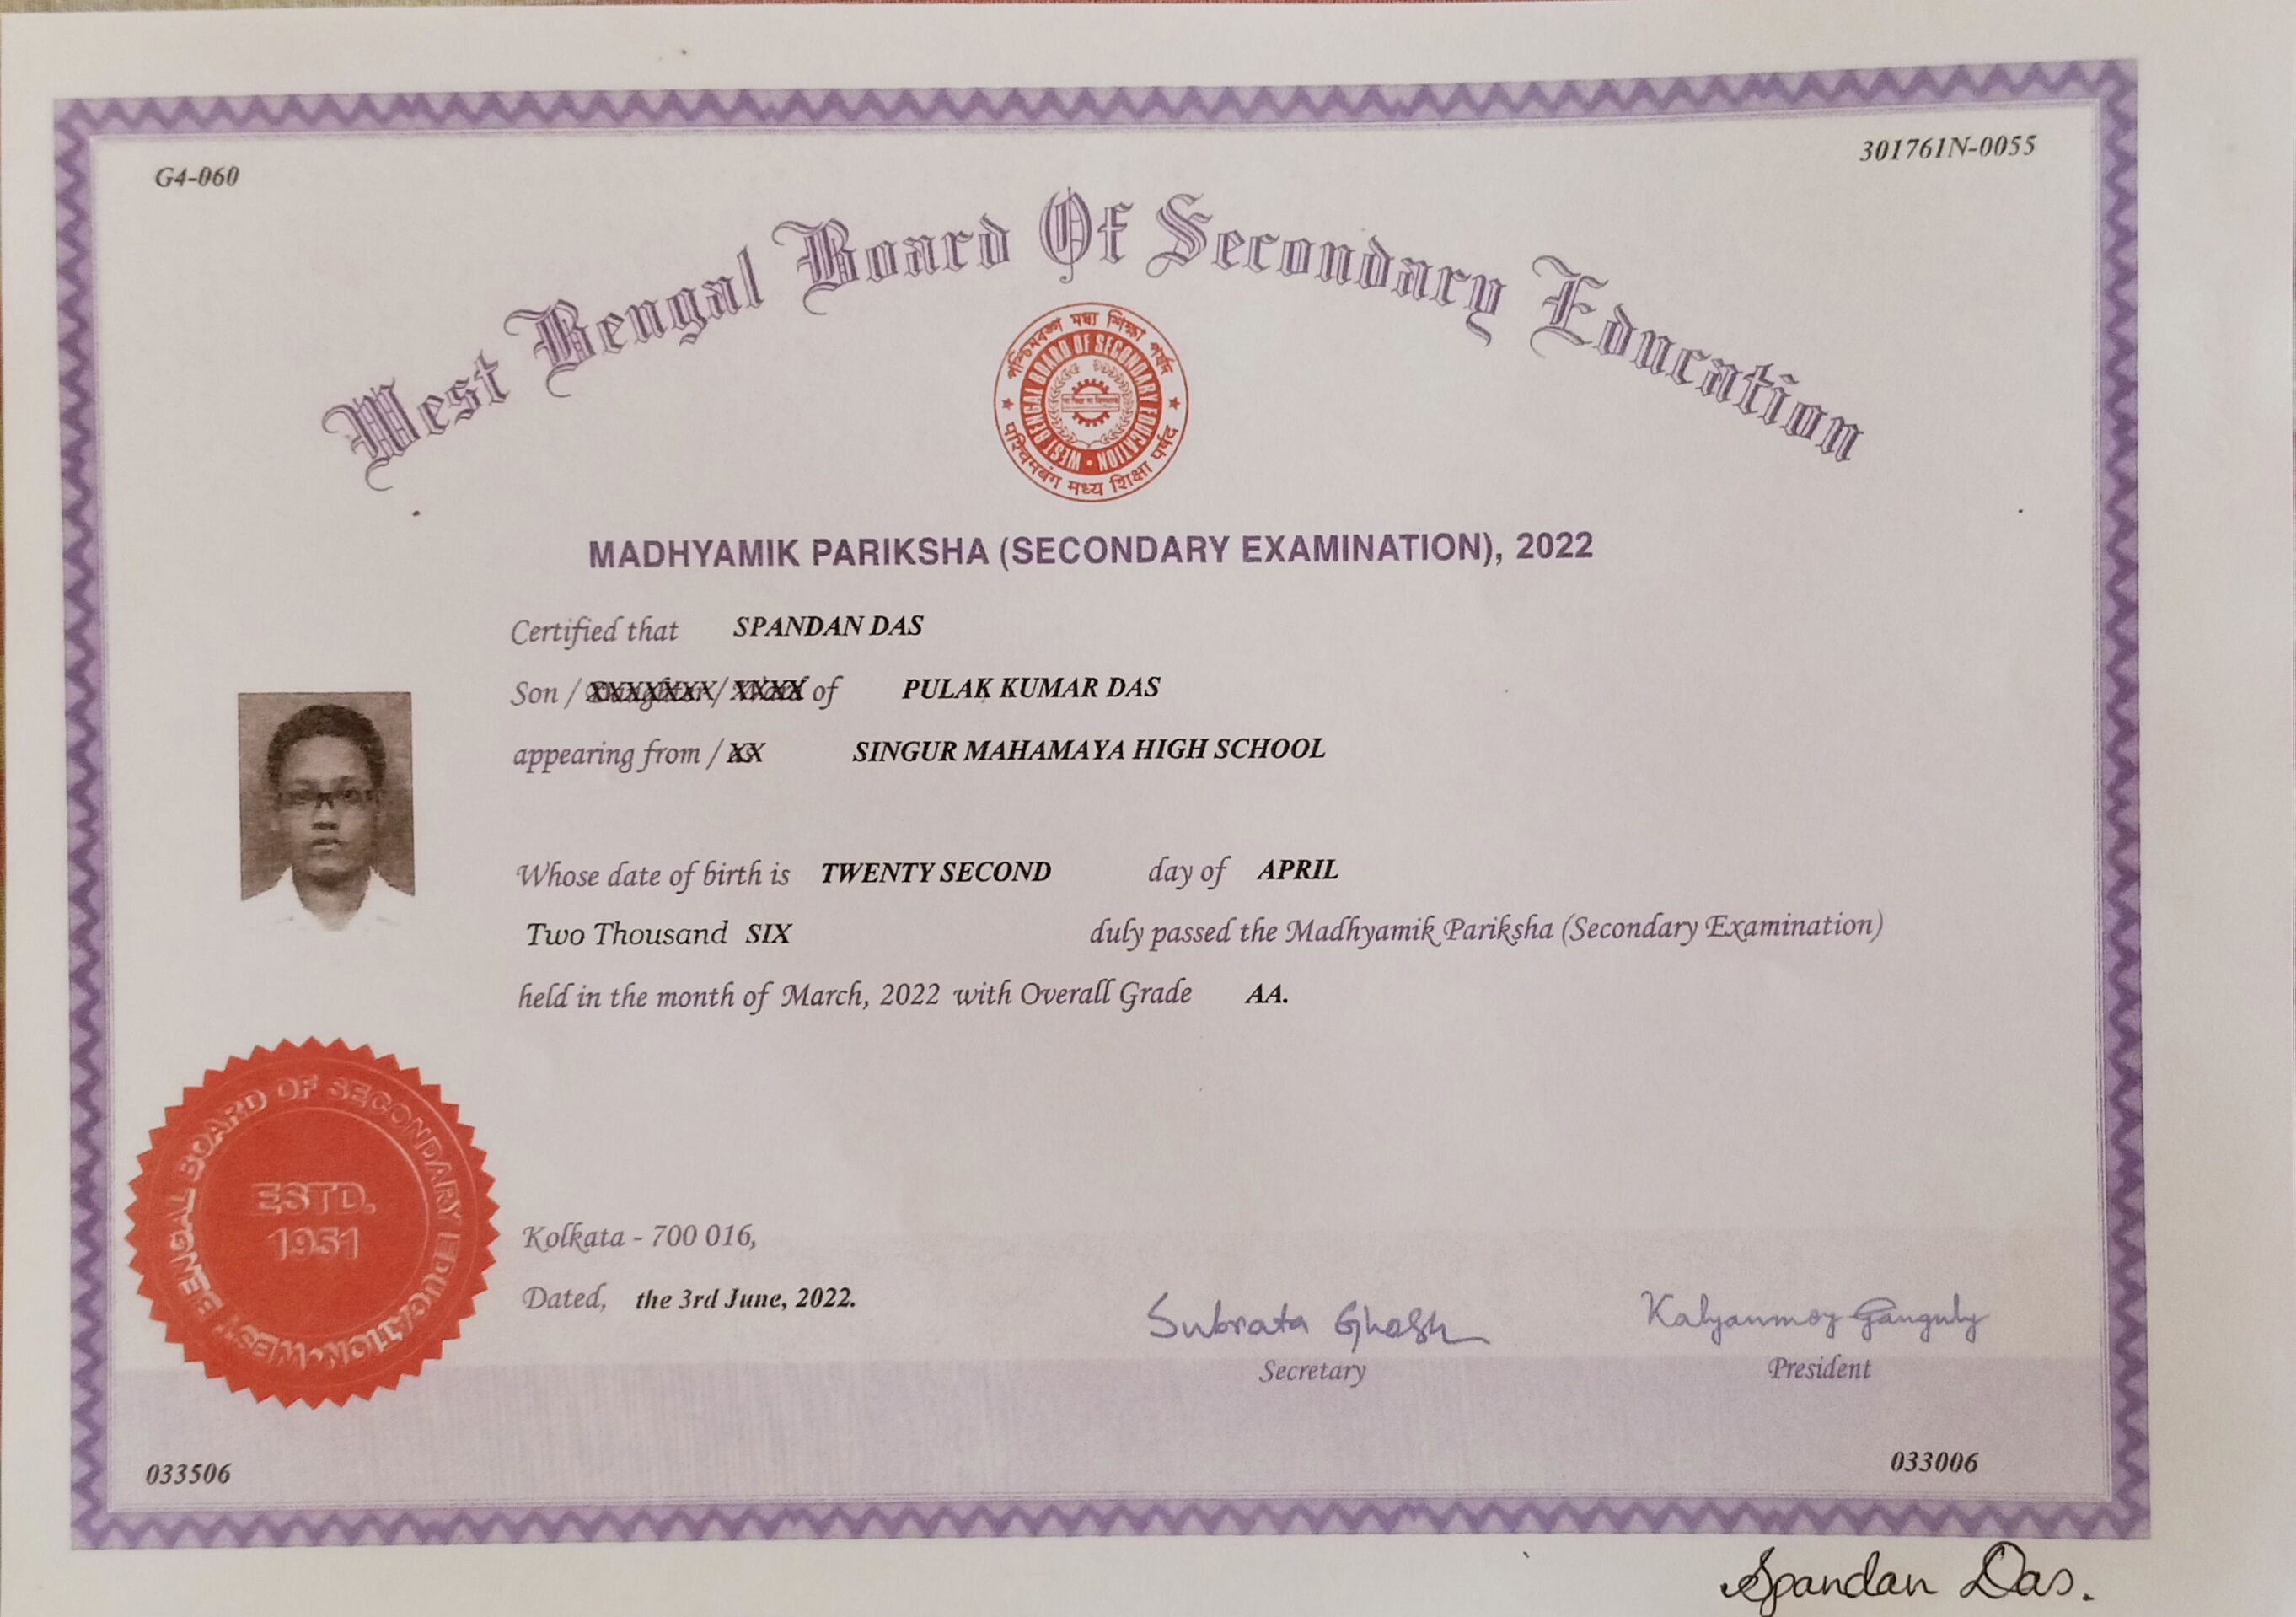 G4-060
301761N-0055
West Bengal Board Of Secondary Education
পশ্চিমবঙ্গ মধ্য শিক্ষা পর্ষদ
WEST BENGAL BOARD OF SECONDARY EDUCATION
पश्चिमबंग मध्य शिक्षा पर्षद
MADHYAMIK PARIKSHA (SECONDARY EXAMINATION), 2022
Certified that SPANDAN DAS
Son / XXXXXXX / XXXX of PULAK KUMAR DAS
appearing from / XX SINGUR MAHAMAYA HIGH SCHOOL
Whose date of birth is TWENTY SECOND day of APRIL
Two Thousand SIX duly passed the Madhyamik Pariksha (Secondary Examination)
held in the month of March, 2022 with Overall Grade AA.
WEST BENGAL BOARD OF SECONDARY EDUCATION
ESTD.
1951
Kolkata - 700 016,
Dated, the 3rd June, 2022.
Subrata Ghosh Kalyanmoy Ganguly
Secretary President
033506 033006
Spandan Das.